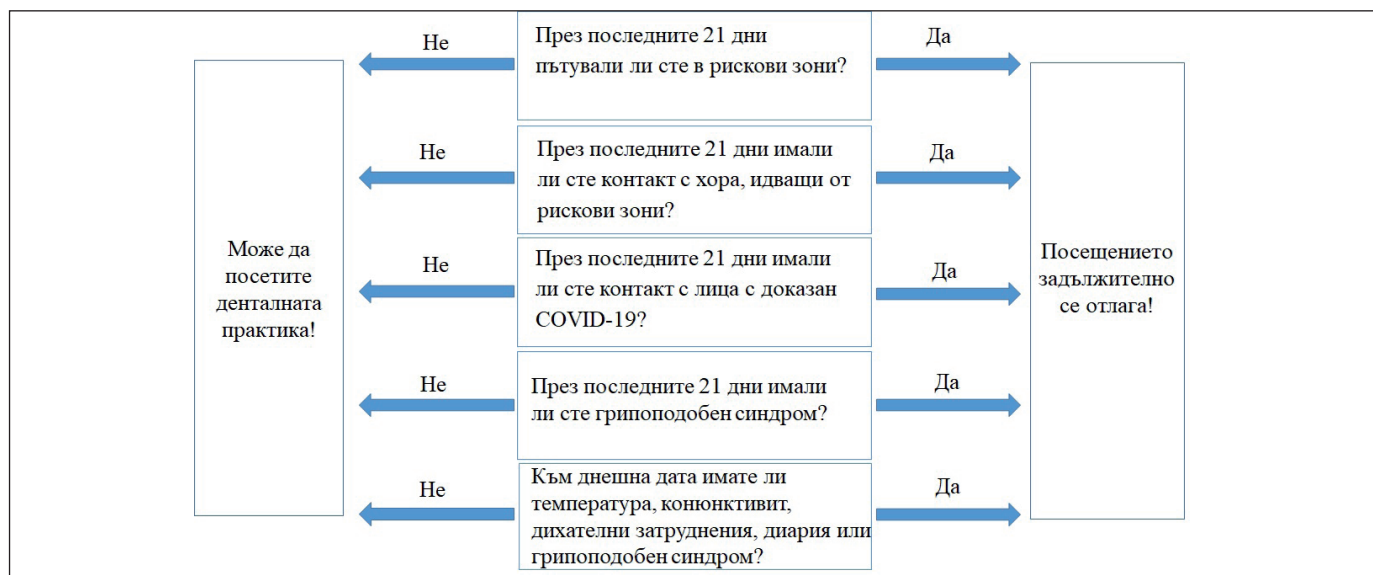 Не
През последните 21 дни
пътували ли сте в рискови зони?
Да
Не
През последните 21 дни имали
ли сте контакт с хора, идващи от
рискови зони?
Да
Може да
посетите
денталната
практика!
Не
През последните 21 дни имали
ли сте контакт с лица с доказан
COVID-19?
Да
Посещението
задължително
се отлага!
Не
През последните 21 дни имали
ли сте грипоподобен синдром?
Да
Не
Към днешна дата имате ли
температура, конюнктивит,
дихателни затруднения, диария или
грипоподобен синдром?
Да